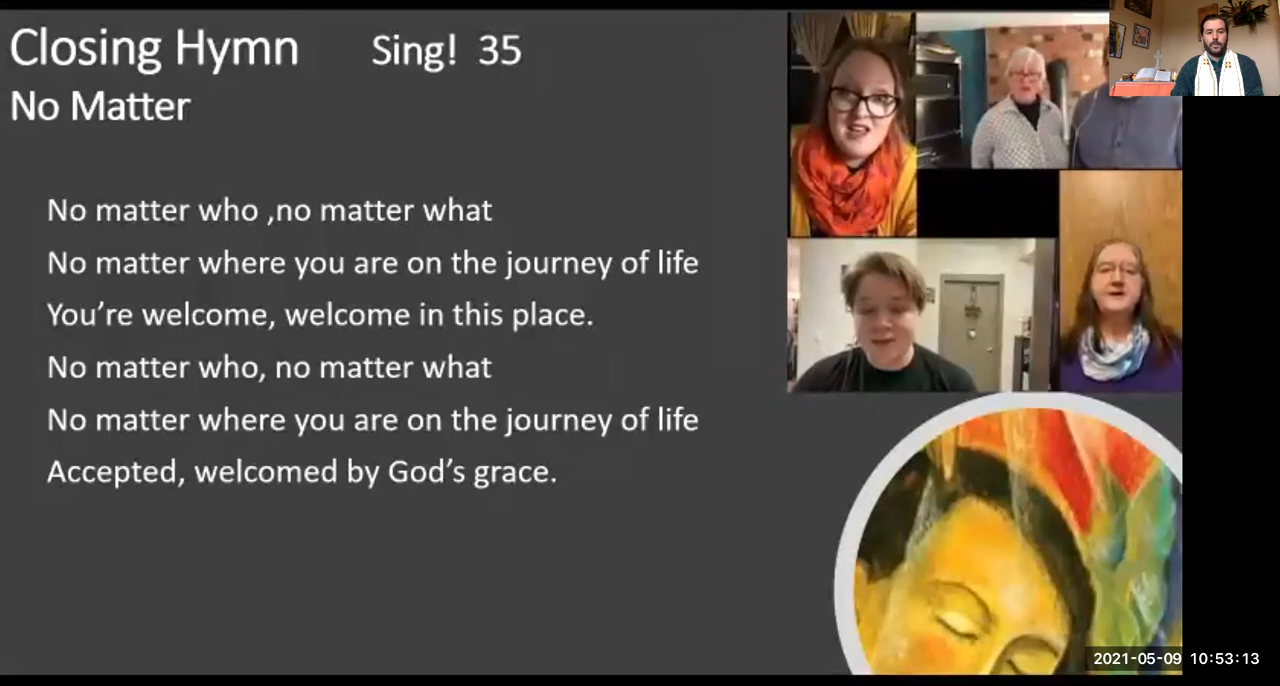 Closing Hymn Sing! 35
No Matter
No matter who ,no matter what
No matter where you are on the journey of life
You’re welcome, welcome in this place.
No matter who, no matter what
No matter where you are on the journey of life
Accepted, welcomed by God’s grace.
2021-05-09 10:53:13